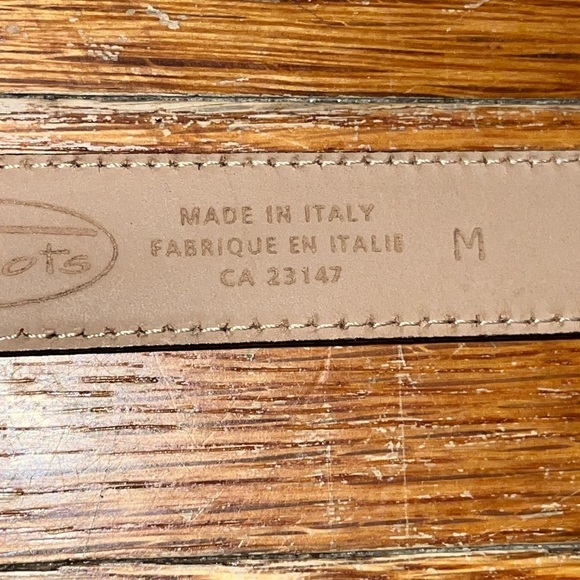 MADE IN ITALY
FABRIQUE EN ITALIE
CA 23147
M